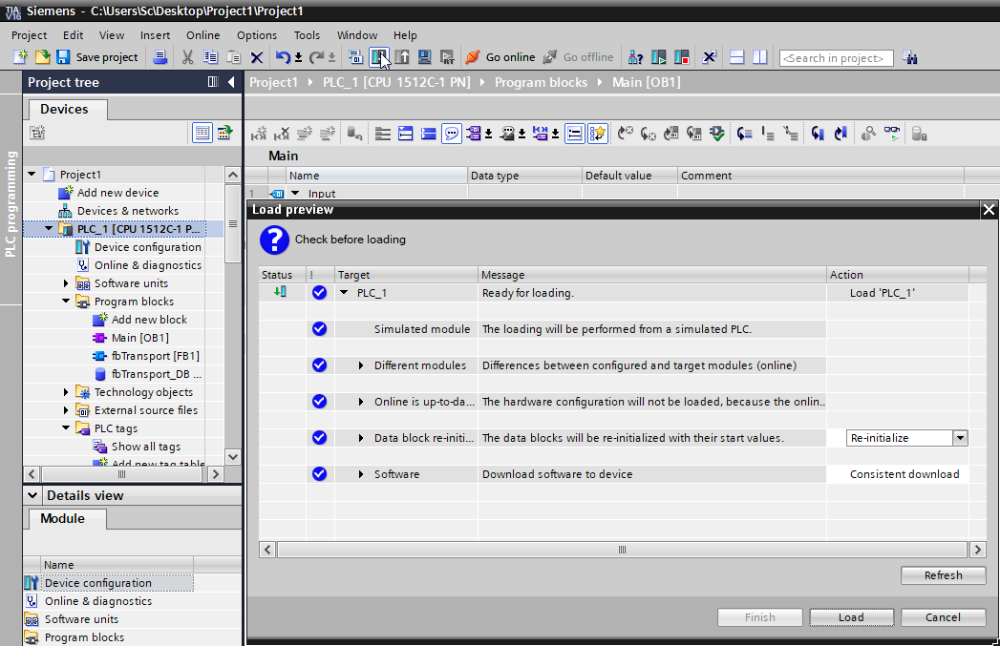 TIA V16 Siemens - C:\Users\Sc\Desktop\Project1\Project1
Project Edit View Insert Online Options Tools Window Help
Save project Go online Go offline <Search in project>
Project tree
Project1 PLC_1 [CPU 1512C-1 PN] Program blocks Main [OB1]
Devices
PLC programming
Main
Name Data type Default value Comment
1 Input
Project1
Add new device
Devices & networks
PLC_1 [CPU 1512C-1 P...
Device configuration
Online & diagnostics
Software units
Program blocks
Add new block
Main [OB1]
fbTransport [FB1]
fbTransport_DB ...
Technology objects
External source files
PLC tags
Show all tags
Add new tag table
Details view
Module
Name
Device configuration
Online & diagnostics
Software units
Program blocks
Load preview
? Check before loading
Status ! Target Message Action
PLC_1 Ready for loading. Load 'PLC_1'
Simulated module The loading will be performed from a simulated PLC.
Different modules Differences between configured and target modules (online)
Online is up-to-da... The hardware configuration will not be loaded, because the onlin...
Data block re-initi... The data blocks will be re-initialized with their start values. Re-initialize
Software Download software to device Consistent download
Refresh
Finish Load Cancel